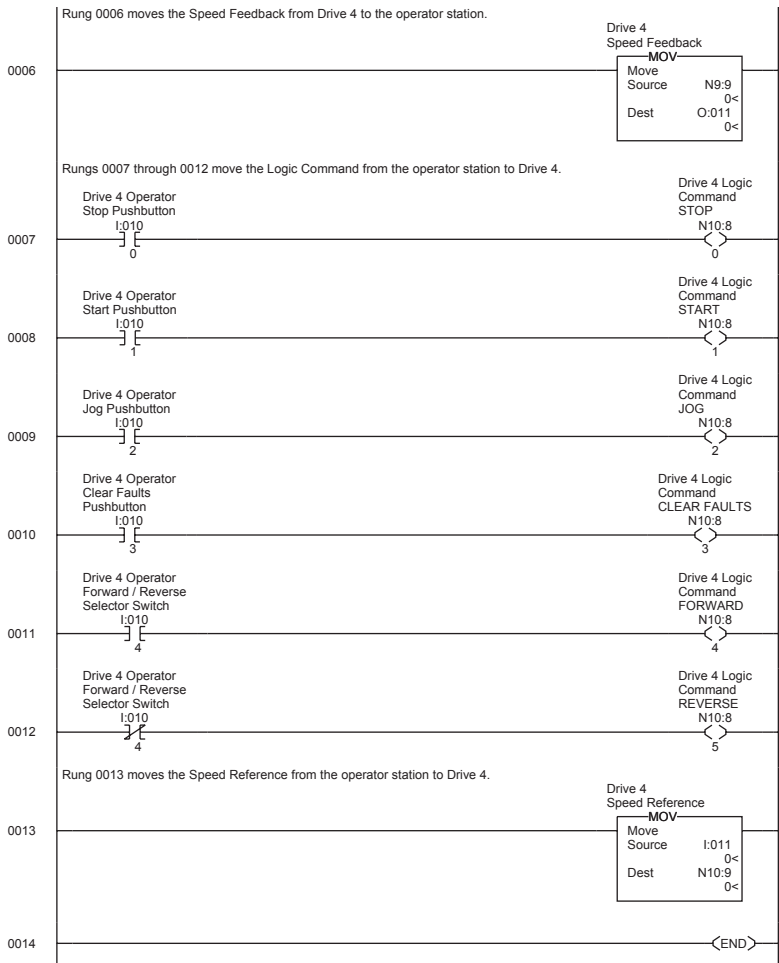 Rung 0006 moves the Speed Feedback from Drive 4 to the operator station.
Drive 4
Speed Feedback
MOV
0006
Move
Source N9:9
0<
Dest O:011
0<
Rungs 0007 through 0012 move the Logic Command from the operator station to Drive 4.
Drive 4 Operator
Stop Pushbutton
I:010
0
Drive 4 Logic
Command
STOP
N10:8
0
0007
Drive 4 Operator
Start Pushbutton
I:010
1
Drive 4 Logic
Command
START
N10:8
1
0008
Drive 4 Operator
Jog Pushbutton
I:010
2
Drive 4 Logic
Command
JOG
N10:8
2
0009
Drive 4 Operator
Clear Faults
Pushbutton
I:010
3
Drive 4 Logic
Command
CLEAR FAULTS
N10:8
3
0010
Drive 4 Operator
Forward / Reverse
Selector Switch
I:010
4
Drive 4 Logic
Command
FORWARD
N10:8
4
0011
Drive 4 Operator
Forward / Reverse
Selector Switch
I:010
4
Drive 4 Logic
Command
REVERSE
N10:8
5
0012
Rung 0013 moves the Speed Reference from the operator station to Drive 4.
Drive 4
Speed Reference
MOV
0013
Move
Source I:011
0<
Dest N10:9
0<
0014
END